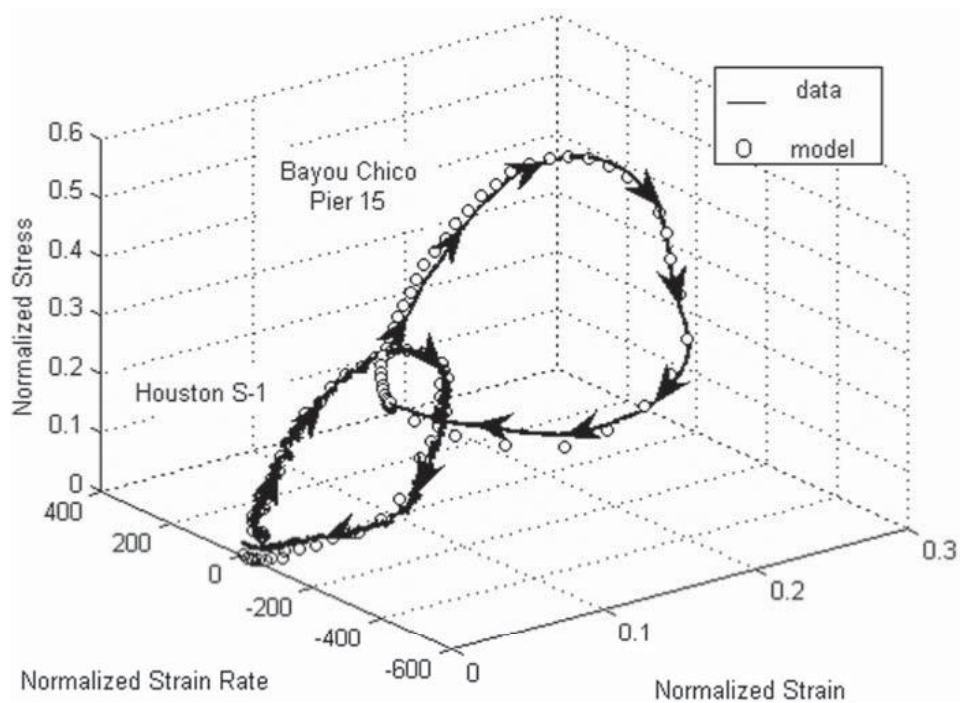 data
model
Bayou Chico
Pier 15
Houston S-1
Normalized Stress
0.6
0.5
0.4
0.3
0.2
0.1
0
400
200
0
-200
-400
-600
Normalized Strain Rate
0
0.1
0.2
0.3
Normalized Strain